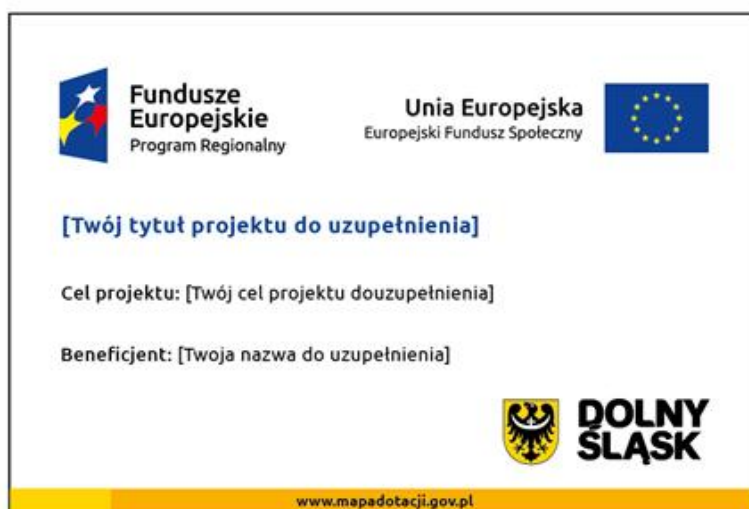 Fundusze
Europejskie
Program Regionalny
Unia Europejska
Europejski Fundusz Społeczny
[Twój tytuł projektu do uzupełnienia]
Cel projektu: [Twój cel projektu douzupełnienia]
Beneficjent: [Twoja nazwa do uzupełnienia]
DOLNY
ŚLĄSK
www.mapadotacji.gov.pl